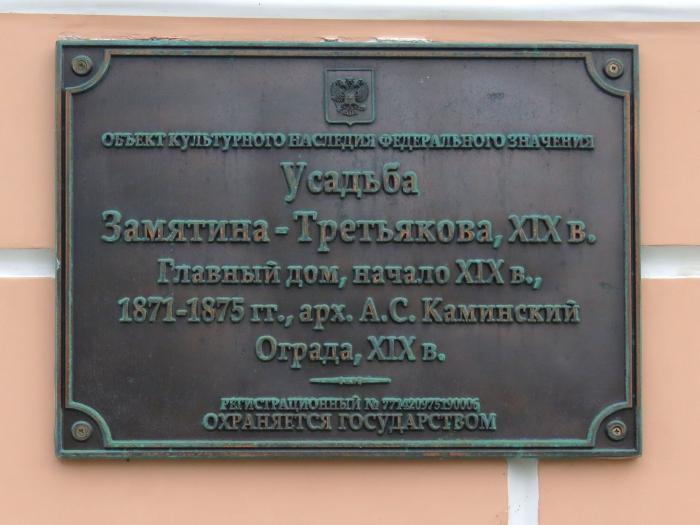 ОБЪЕКТ КУЛЬТУРНОГО НАСЛЕДИЯ ФЕДЕРАЛЬНОГО ЗНАЧЕНИЯ
Усадьба
Замятина - Третьякова, XIX в.
Главный дом, начало XIX в.,
1871-1875 гг., арх. А.С. Каминский
Ограда, XIX в.
РЕГИСТРАЦИОННЫЙ № 771420975190006
ОХРАНЯЕТСЯ ГОСУДАРСТВОМ